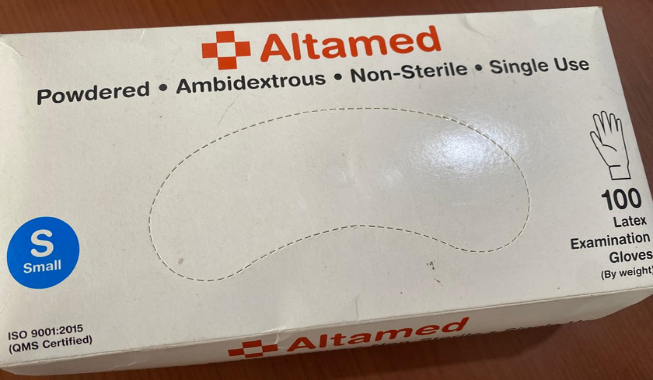 Altamed
Powdered • Ambidextrous • Non-Sterile • Single Use
100
Latex
Examination
Gloves
(By weight)
S
Small
ISO 9001:2015
(QMS Certified)
Altamed